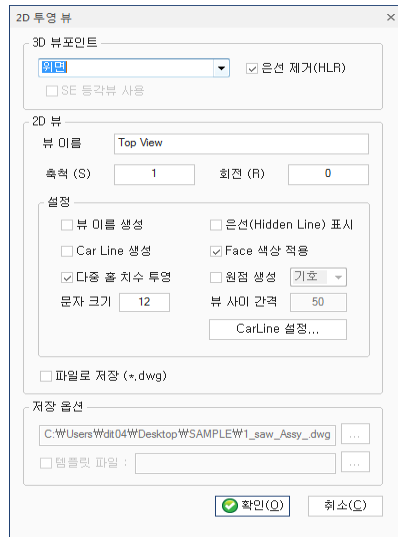 2D 투영 뷰
3D 뷰포인트
위면
은선 제거(HLR)
SE 등각뷰 사용
2D 뷰
뷰 이름 Top View
축척 (S) 1 회전 (R) 0
설정
뷰 이름 생성 은선(Hidden Line) 표시
Car Line 생성 Face 색상 적용
다중 홀 치수 투영 원점 생성 기호
문자 크기 12 뷰 사이 간격 50
CarLine 설정...
파일로 저장 (*.dwg)
저장 옵션
C:₩Users₩dit04₩Desktop₩SAMPLE₩1_saw_Assy_.dwg ...
템플릿 파일 : ...
확인(O) 취소(C)